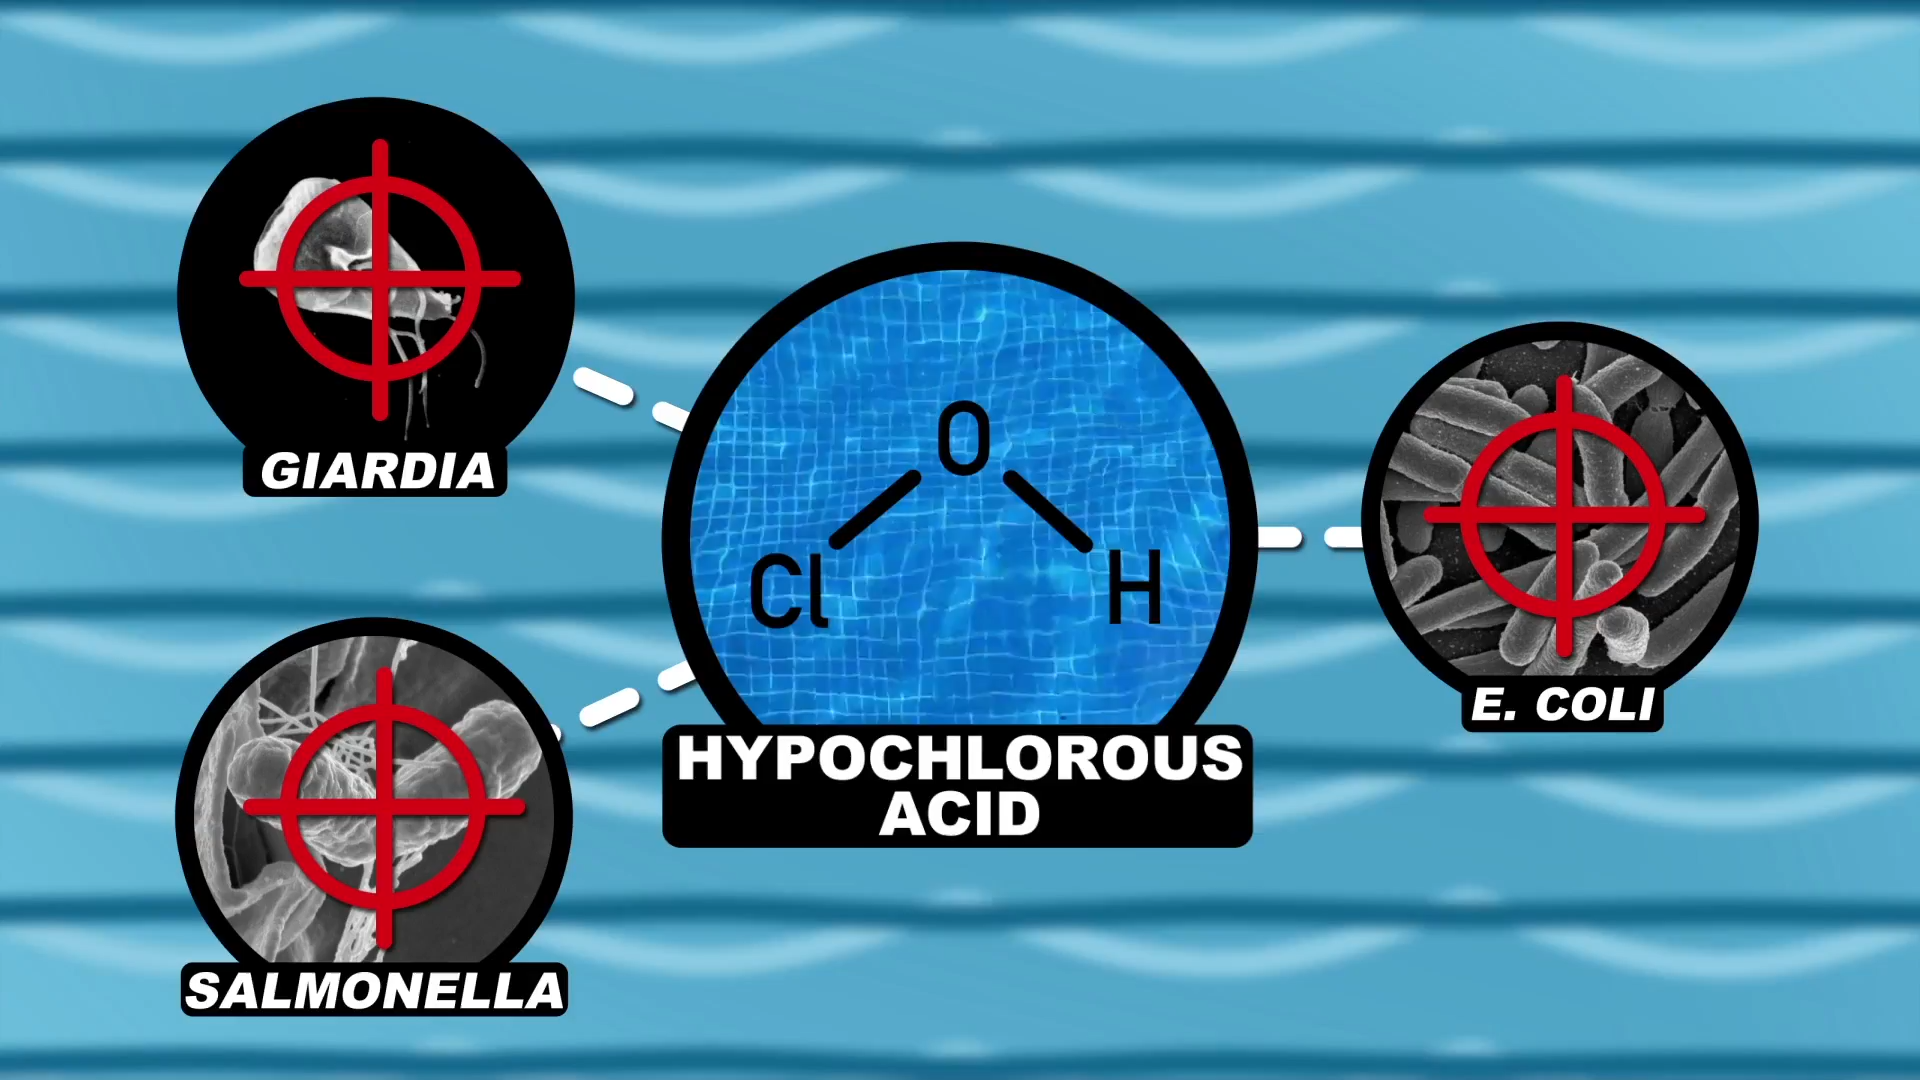 GIARDIA
O
Cl
H
E. COLI
HYPOCHLOROUS
ACID
SALMONELLA